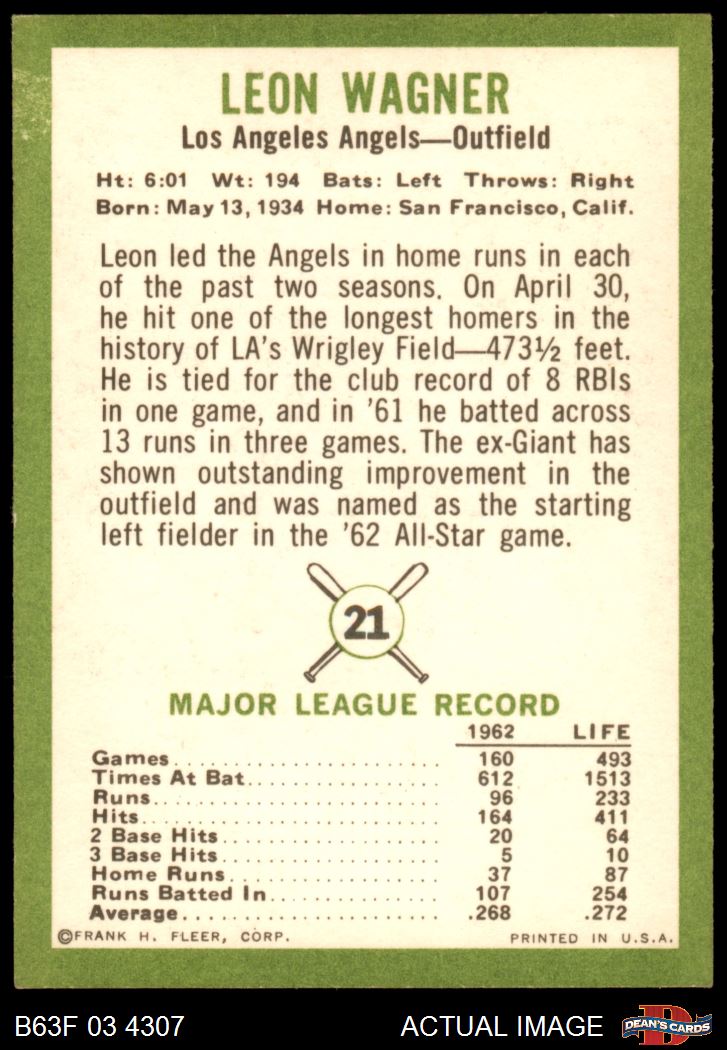 LEON WAGNER
Los Angeles Angels—Outfield
Ht: 6:01 Wt: 194 Bats: Left Throws: Right
Born: May 13, 1934 Home: San Francisco, Calif.
Leon led the Angels in home runs in each
of the past two seasons. On April 30,
he hit one of the longest homers in the
history of LA's Wrigley Field—473½ feet.
He is tied for the club record of 8 RBIs
in one game, and in '61 he batted across
13 runs in three games. The ex-Giant has
shown outstanding improvement in the
outfield and was named as the starting
left fielder in the '62 All-Star game.
21
MAJOR LEAGUE RECORD
1962 LIFE
Games 160 493
Times At Bat 612 1513
Runs 96 233
Hits 164 411
2 Base Hits 20 64
3 Base Hits 5 10
Home Runs 37 87
Runs Batted In 107 254
Average .268 .272
©FRANK H. FLEER, CORP. PRINTED IN U.S.A.
B63F 03 4307 ACTUAL IMAGE D DEAN'S CARDS